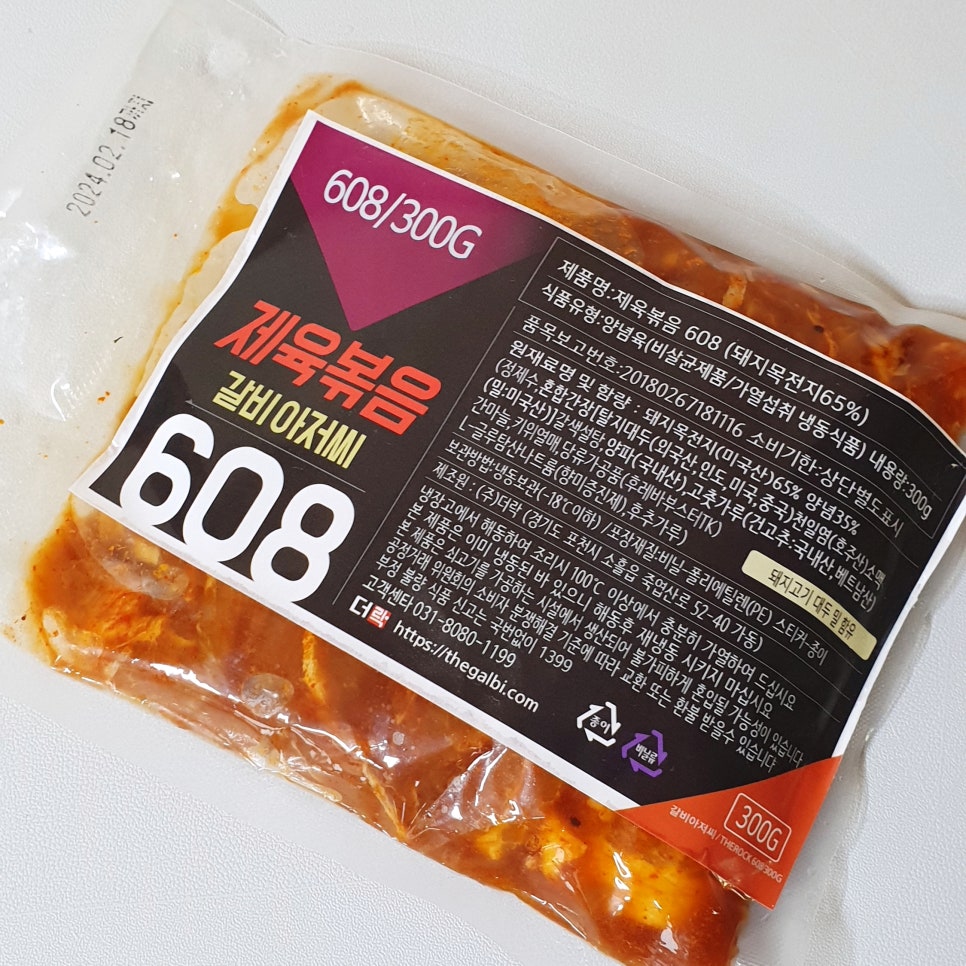 2024.02.18까지
608/300G
제육볶음
갈비아저씨
608
제품명:제육볶음 608 (돼지목전지65%)
식품유형:양념육(비살균제품/가열섭취 냉동식품) 내용량:300g
품목보고번호:20180267181116 소비기한:상단별도표시
원재료명 및 함량 : 돼지목전지(미국산)65% 양념35%
(정제수,혼합간장[탈지대두(외국산,인도,미국,중국)천일염(호주산)소맥
(밀:미국산)]갈색설탕,양파(국내산),고춧가루(건고추:국내산,베트남산)
간마늘,키위열매,당류가공품(후레바부스터TK)
L-글루탐산나트륨(향미증진제),후추가루)
돼지고기 대두 밀 함유
보관방법:냉동보관(-18℃이하) /포장재질:비닐 폴리에틸렌(PE) 스티커-종이
제조원 : (주)더락 (경기도 포천시 소흘읍 죽엽산로 52-40 가동)
냉장고에서 해동하여 조리시 100℃ 이상에서 충분히 가열하여 드십시오
본 제품은 이미 냉동된 바 있으니 해동후 재냉동 시키지 마십시요
본 제품은 쇠고기를 가공하는 시설에서 생산되어 불가피하게 혼입될 가능성이 있습니다
공정거래 위원회의 소비자 분쟁해결 기준에 따라 교환 또는 환불 받을수 있습니다
부정 불량 식품 신고는 국번없이 1399
고객센타 031-8080-1199
더락 https://thegalbi.com
종이
비닐류
300G
갈비아저씨 / THEROCK 608/300G